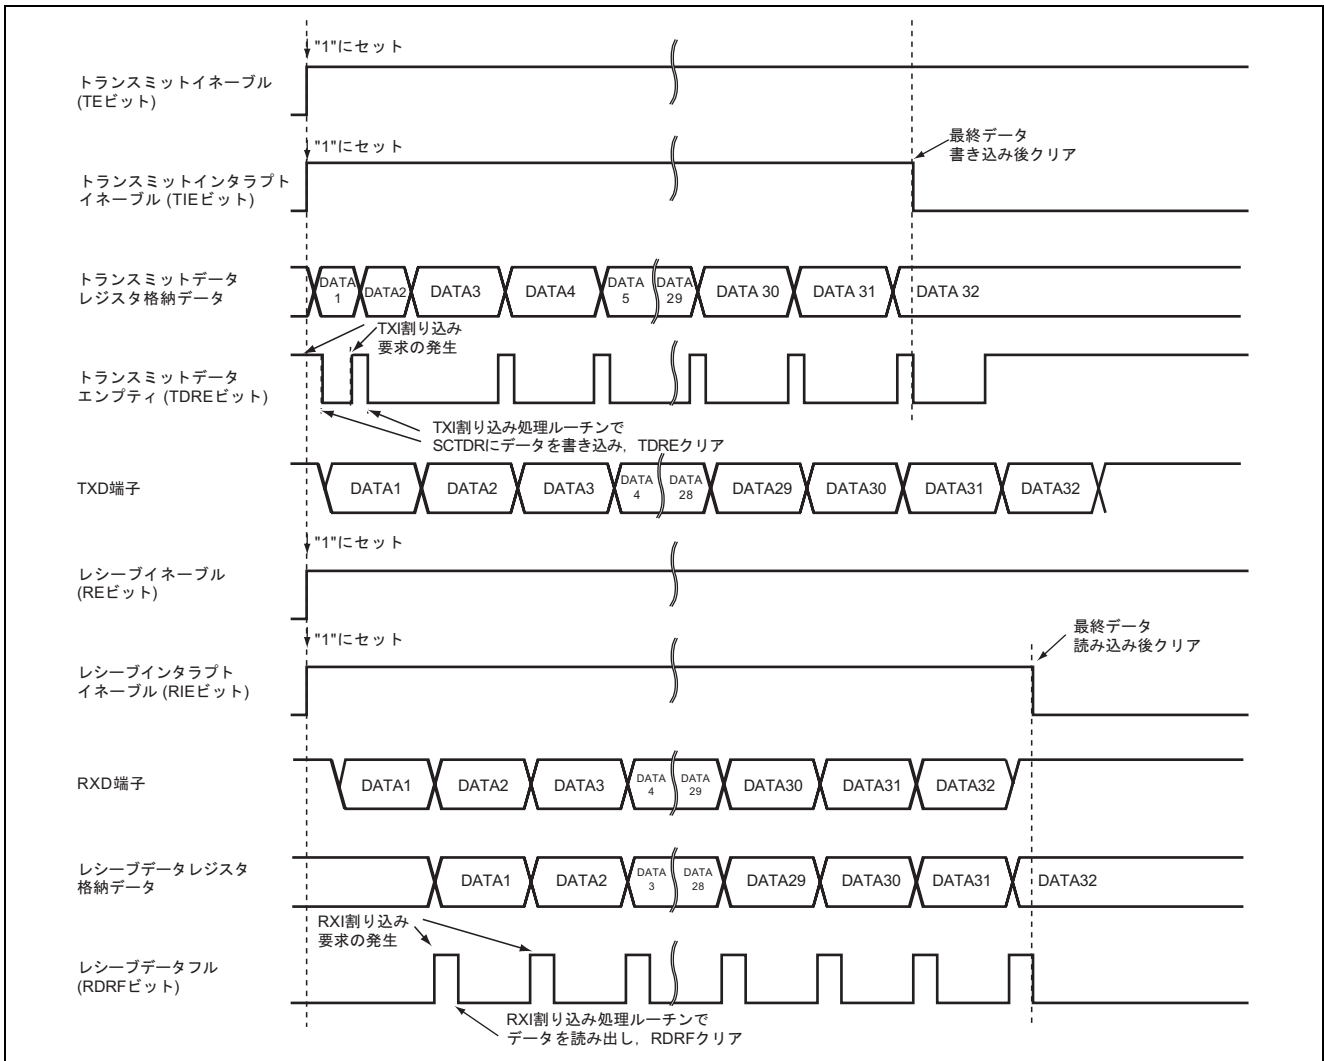 "1"にセット
トランスミットイネーブル
(TEビット)
"1"にセット
最終データ
書き込み後クリア
トランスミットインタラプト
イネーブル (TIEビット)
トランスミットデータ
レジスタ格納データ
DATA
1
DATA2
DATA3
DATA4
DATA
5
DATA
29
DATA 30
DATA 31
DATA 32
TXI割り込み
要求の発生
トランスミットデータ
エンプティ (TDREビット)
TXI割り込み処理ルーチンで
SCTDRにデータを書き込み，TDREクリア
TXD端子
DATA1
DATA2
DATA3
DATA
4
DATA
28
DATA29
DATA30
DATA31
DATA32
"1"にセット
レシーブイネーブル
(REビット)
"1"にセット
最終データ
読み込み後クリア
レシーブインタラプト
イネーブル (RIEビット)
RXD端子
DATA1
DATA2
DATA3
DATA
4
DATA
29
DATA30
DATA31
DATA32
レシーブデータレジスタ
格納データ
DATA1
DATA2
DATA
3
DATA
28
DATA29
DATA30
DATA31
DATA32
RXI割り込み
要求の発生
レシーブデータフル
(RDRFビット)
RXI割り込み処理ルーチンで
データを読み出し，RDRFクリア